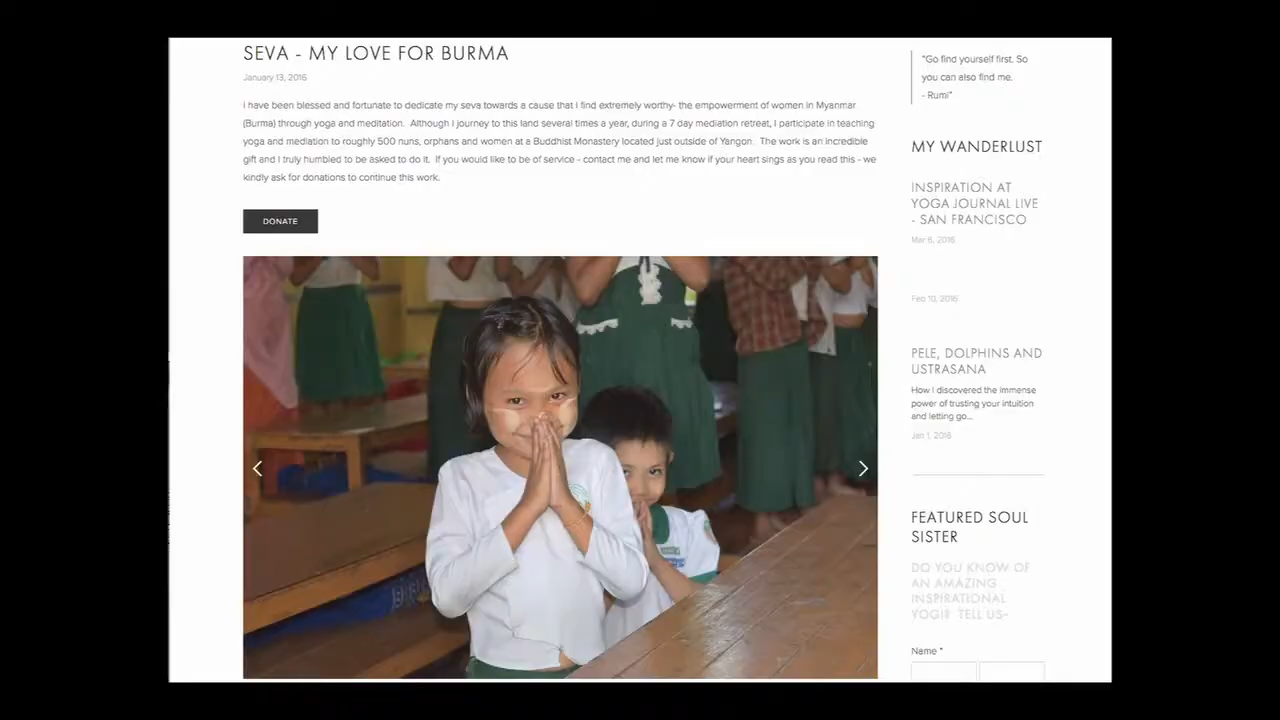 SEVA - MY LOVE FOR BURMA
January 13, 2016
I have been blessed and fortunate to dedicate my seva towards a cause that I find extremely worthy- the empowerment of women in Myanmar
(Burma) through yoga and meditation.  Although I journey to this land several times a year, during a 7 day mediation retreat, I participate in teaching
yoga and mediation to roughly 500 nuns, orphans and women at a Buddhist Monastery located just outside of Yangon.  The work is an incredible
gift and I truly humbled to be asked to do it.  If you would like to be of service - contact me and let me know if your heart sings as you read this - we
kindly ask for donations to continue this work.
DONATE
"Go find yourself first. So
you can also find me.
- Rumi"
MY WANDERLUST
INSPIRATION AT
YOGA JOURNAL LIVE
- SAN FRANCISCO
Mar 6, 2016
Feb 10, 2016
PELE, DOLPHINS AND
USTRASANA
How I discovered the immense
power of trusting your intuition
and letting go...
Jan 1, 2016
FEATURED SOUL
SISTER
DO YOU KNOW OF
AN AMAZING
INSPIRATIONAL
YOGI?  TELL US-
Name *